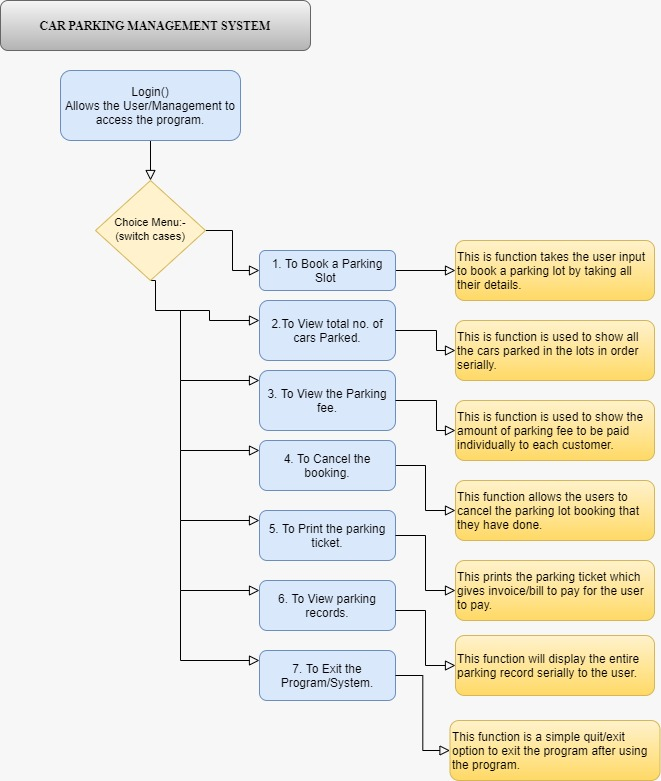 CAR PARKING MANAGEMENT SYSTEM
Login()
Allows the User/Management to
access the program.
Choice Menu:-
(switch cases)
1. To Book a Parking
Slot
This is function takes the user input
to book a parking lot by taking all
their details.
2.To View total no. of
cars Parked.
This is function is used to show all
the cars parked in the lots in order
serially.
3. To View the Parking
fee.
This is function is used to show the
amount of parking fee to be paid
individually to each customer.
4. To Cancel the
booking.
This function allows the users to
cancel the parking lot booking that
they have done.
5. To Print the parking
ticket.
This prints the parking ticket which
gives invoice/bill to pay for the user
to pay.
6. To View parking
records.
This function will display the entire
parking record serially to the user.
7. To Exit the
Program/System.
This function is a simple quit/exit
option to exit the program after using
the program.